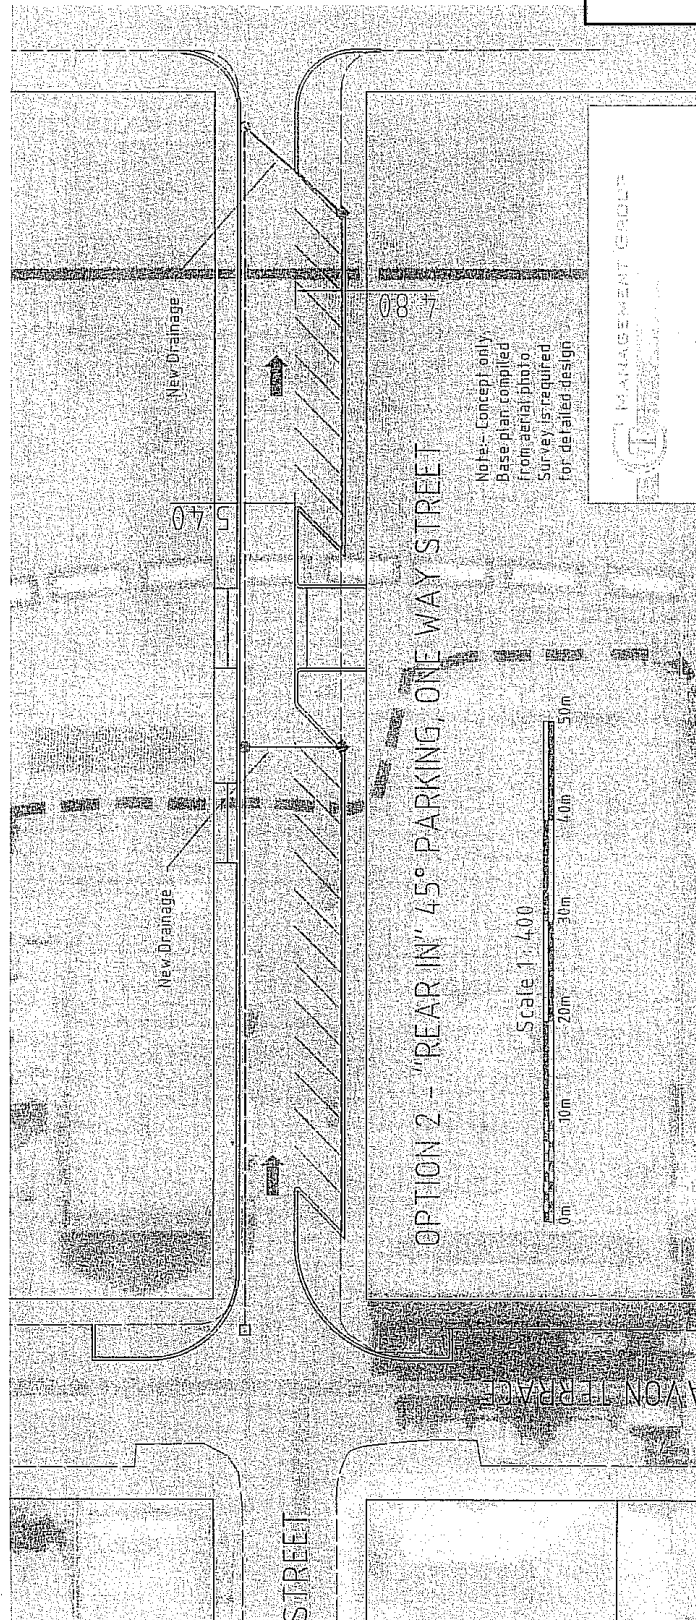 New Drainage
4.80
Note:- Concept only.
Base plan compiled
from aerial photo.
Survey is required
for detailed design
MANAGEMENT GROUP
5.40
New Drainage
OPTION 2 - "REAR IN" 45° PARKING, ONE WAY STREET
Scale 1 : 400
0m 10m 20m 30m 40m 50m
AVON TERRACE
STREET